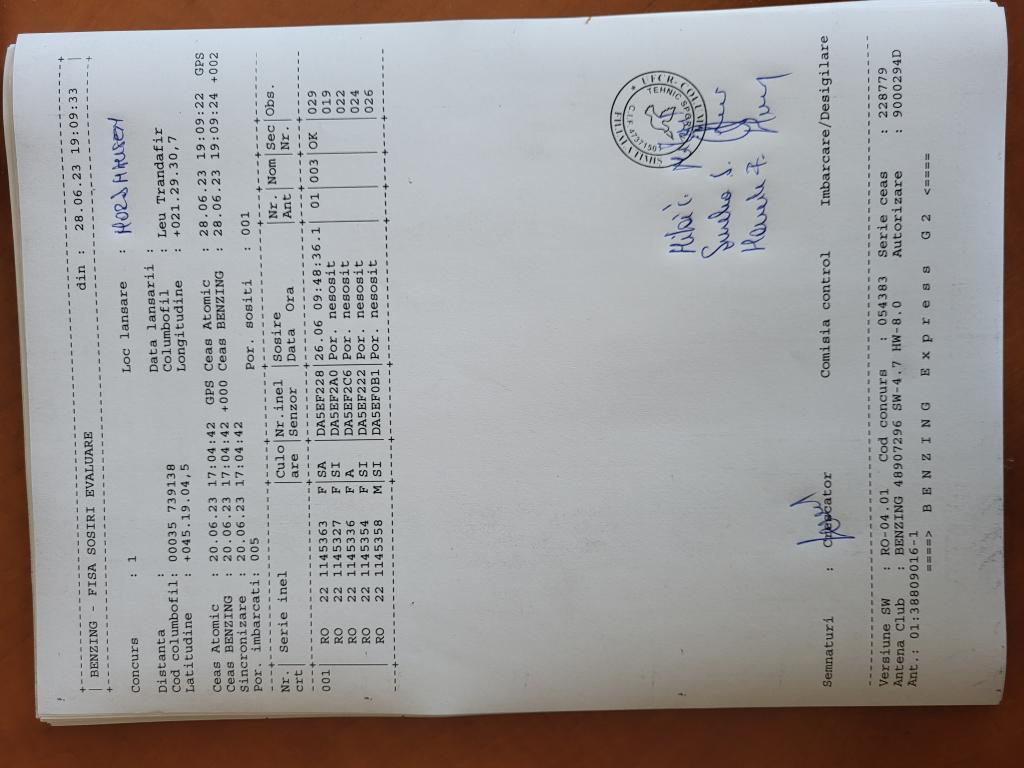 BENZING - FISA SOSIRI EVALUARE din : 28.06.23 19:09:33
Concurs : 1 Loc lansare :
Distanta : Data lansarii :
Cod columbofil: 00035 739138 Columbofil : Leu Trandafir
Latitudine : +045.19.04,5 Longitudine : +021.29.30,7
Ceas Atomic : 20.06.23 17:04:42 GPS Ceas Atomic : 28.06.23 19:09:22 GPS
Ceas BENZING : 20.06.23 17:04:42 +000 Ceas BENZING : 28.06.23 19:09:24 +002
Sincronizare : 20.06.23 17:04:42
Por. imbarcati: 005 Por. sositi : 001
Nr. | Serie inel |Culo|Nr.inel |Sosire |Nr. |Nom|Sec|Obs.
crt| |are |Senzor |Data Ora |Ant| |Nr.|
001 RO 22 1145363 F|SA |DA5EF228|26.06 09:48:36.1| 01|003|OK |029
RO 22 1145327 F|SI |DA5EF2A0|Por. nesosit | | | |019
RO 22 1145336 F|A |DA5EF2C6|Por. nesosit | | | |022
RO 22 1145354 F|SI |DA5EF222|Por. nesosit | | | |024
RO 22 1145358 M|SI |DA5EF0B1|Por. nesosit | | | |026
TEHNIC
FILIALA
C.I.F.
Semnaturi : Crescator Comisia control Imbarcare/Desigilare
Versiune SW : RO-04.01 Cod concurs : 054383 Serie ceas : 228779
Antena Club : BENZING 48907296 SW-4.7 HW-8.0 Autorizare : 9000294D
Ant.: 01:38809016-1
====> B E N Z I N G E x p r e s s G 2 <====